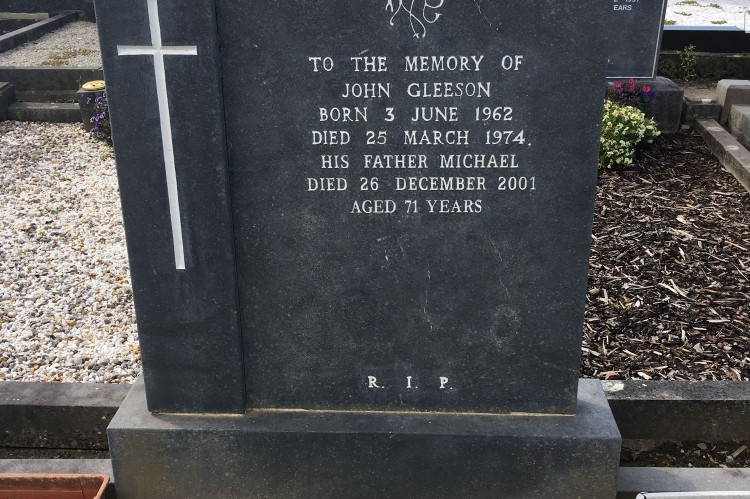 TO THE MEMORY OF
JOHN GLEESON
BORN 3 JUNE 1962
DIED 25 MARCH 1974.
HIS FATHER MICHAEL
DIED 26 DECEMBER 2001
AGED 71 YEARS
R. I. P.
EARS